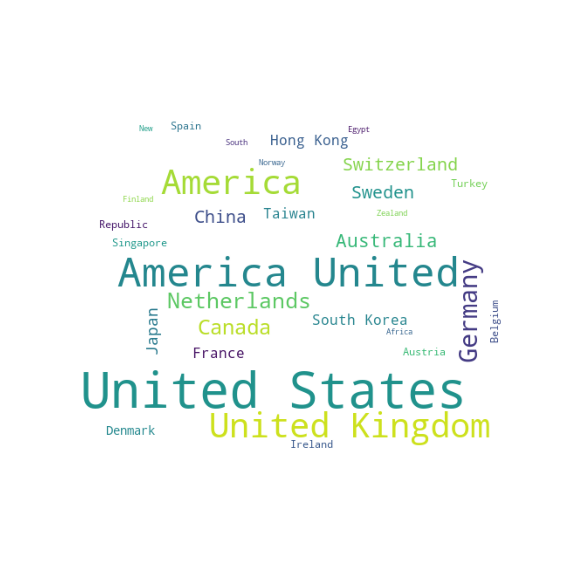 New
Spain
Egypt
South
Hong Kong
Norway
Switzerland
America
Sweden
Turkey
Finland
China
Taiwan
Zealand
Republic
Singapore
Australia
America United
Germany
Netherlands
Japan
Canada
South Korea
Belgium
Africa
France
Austria
United States
United Kingdom
Denmark
Ireland